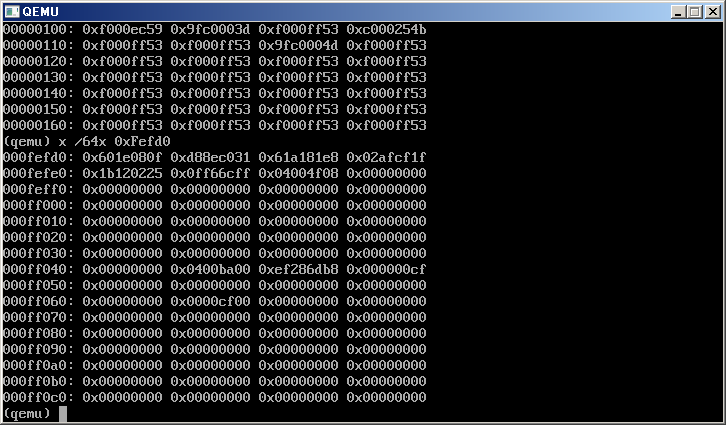 QEMU
00000100: 0xf000ec59 0x9fc0003d 0xf000ff53 0xc000254b
00000110: 0xf000ff53 0xf000ff53 0x9fc0004d 0xf000ff53
00000120: 0xf000ff53 0xf000ff53 0xf000ff53 0xf000ff53
00000130: 0xf000ff53 0xf000ff53 0xf000ff53 0xf000ff53
00000140: 0xf000ff53 0xf000ff53 0xf000ff53 0xf000ff53
00000150: 0xf000ff53 0xf000ff53 0xf000ff53 0xf000ff53
00000160: 0xf000ff53 0xf000ff53 0xf000ff53 0xf000ff53
(qemu) x /64x 0xFefd0
000fefd0: 0x601e080f 0xd88ec031 0x61a181e8 0x02afcf1f
000fefe0: 0x1b120225 0x0ff66cff 0x04004f08 0x00000000
000feff0: 0x00000000 0x00000000 0x00000000 0x00000000
000ff000: 0x00000000 0x00000000 0x00000000 0x00000000
000ff010: 0x00000000 0x00000000 0x00000000 0x00000000
000ff020: 0x00000000 0x00000000 0x00000000 0x00000000
000ff030: 0x00000000 0x00000000 0x00000000 0x00000000
000ff040: 0x00000000 0x0400ba00 0xef286db8 0x000000cf
000ff050: 0x00000000 0x00000000 0x00000000 0x00000000
000ff060: 0x00000000 0x0000cf00 0x00000000 0x00000000
000ff070: 0x00000000 0x00000000 0x00000000 0x00000000
000ff080: 0x00000000 0x00000000 0x00000000 0x00000000
000ff090: 0x00000000 0x00000000 0x00000000 0x00000000
000ff0a0: 0x00000000 0x00000000 0x00000000 0x00000000
000ff0b0: 0x00000000 0x00000000 0x00000000 0x00000000
000ff0c0: 0x00000000 0x00000000 0x00000000 0x00000000
(qemu)